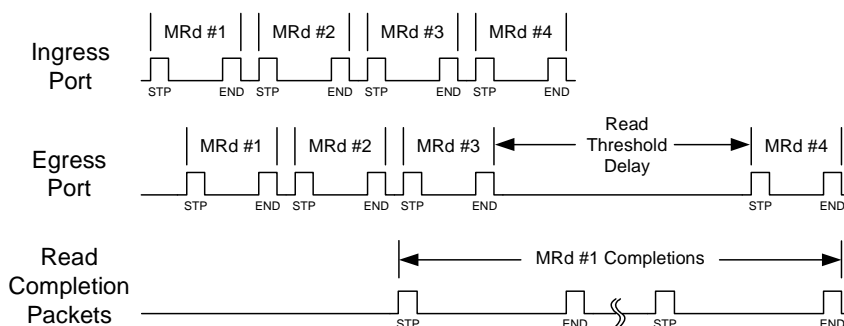 MRd #1 MRd #2 MRd #3 MRd #4
Ingress
Port
STP END STP END STP END STP END
Read
Threshold
Delay
MRd #1 MRd #2 MRd #3 MRd #4
Egress
Port
STP END STP END STP END STP END
Read
Completion
Packets
MRd #1 Completions
STP END STP END